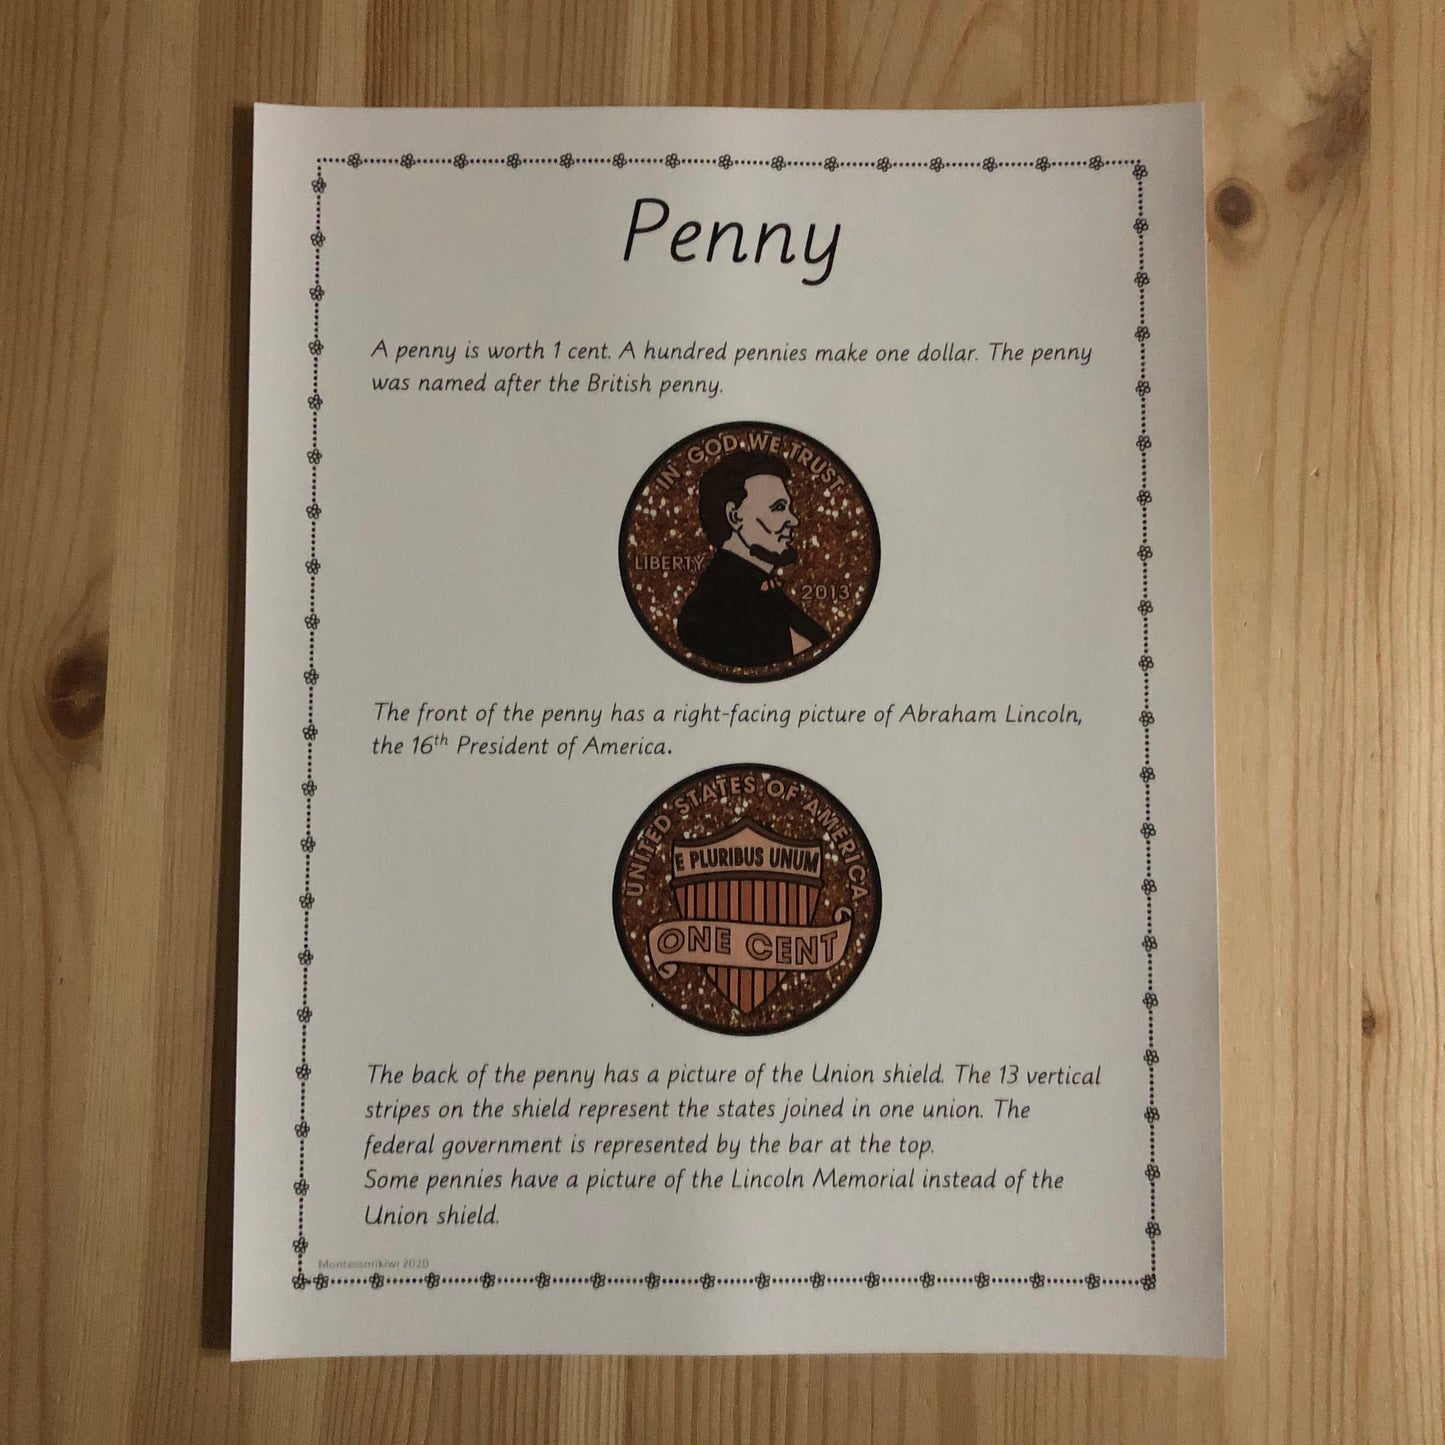 Penny
A penny is worth 1 cent. A hundred pennies make one dollar. The penny
was named after the British penny.
IN GOD WE TRUST
LIBERTY
2013
The front of the penny has a right-facing picture of Abraham Lincoln,
the 16th President of America.
UNITED STATES OF AMERICA
E PLURIBUS UNUM
ONE CENT
The back of the penny has a picture of the Union shield. The 13 vertical
stripes on the shield represent the states joined in one union. The
federal government is represented by the bar at the top.
Some pennies have a picture of the Lincoln Memorial instead of the
Union shield.
Montessorikiwi 2020